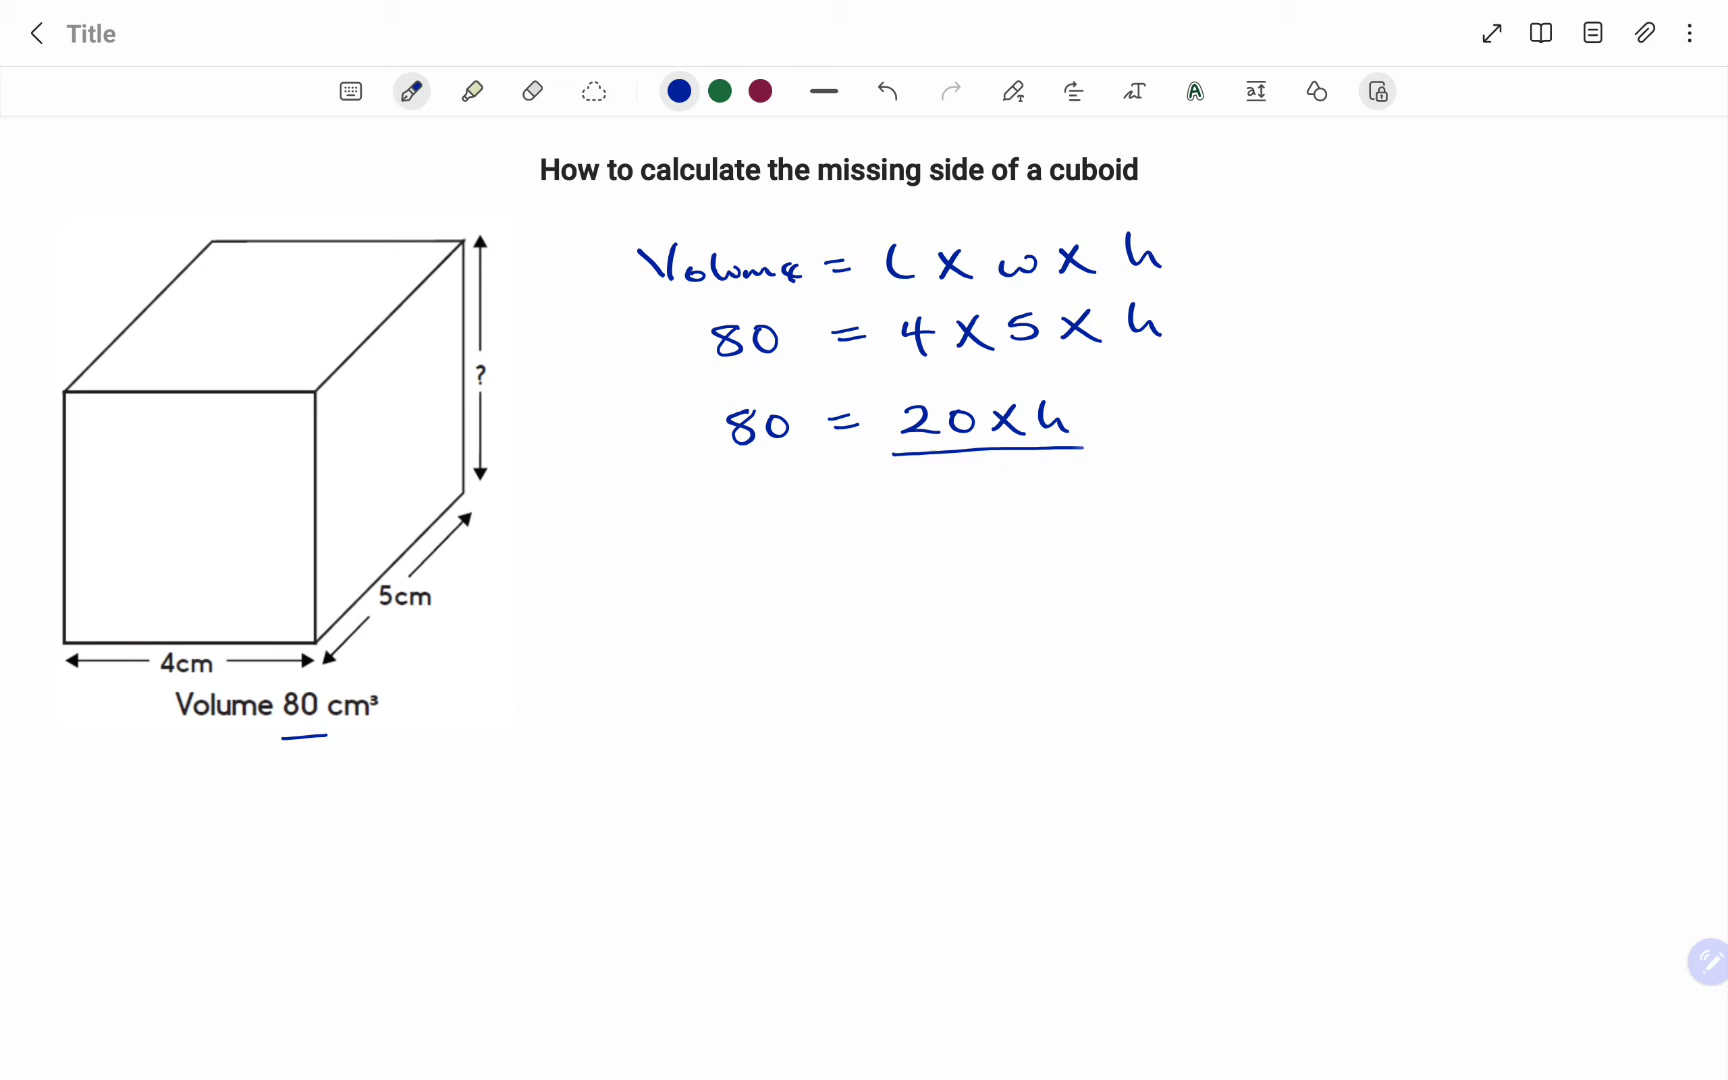 Title
How to calculate the missing side of a cuboid
Volume = l x w x h
80 = 4 x 5 x h
80 = 20 x h
?
5cm
4cm
Volume 80 cm³